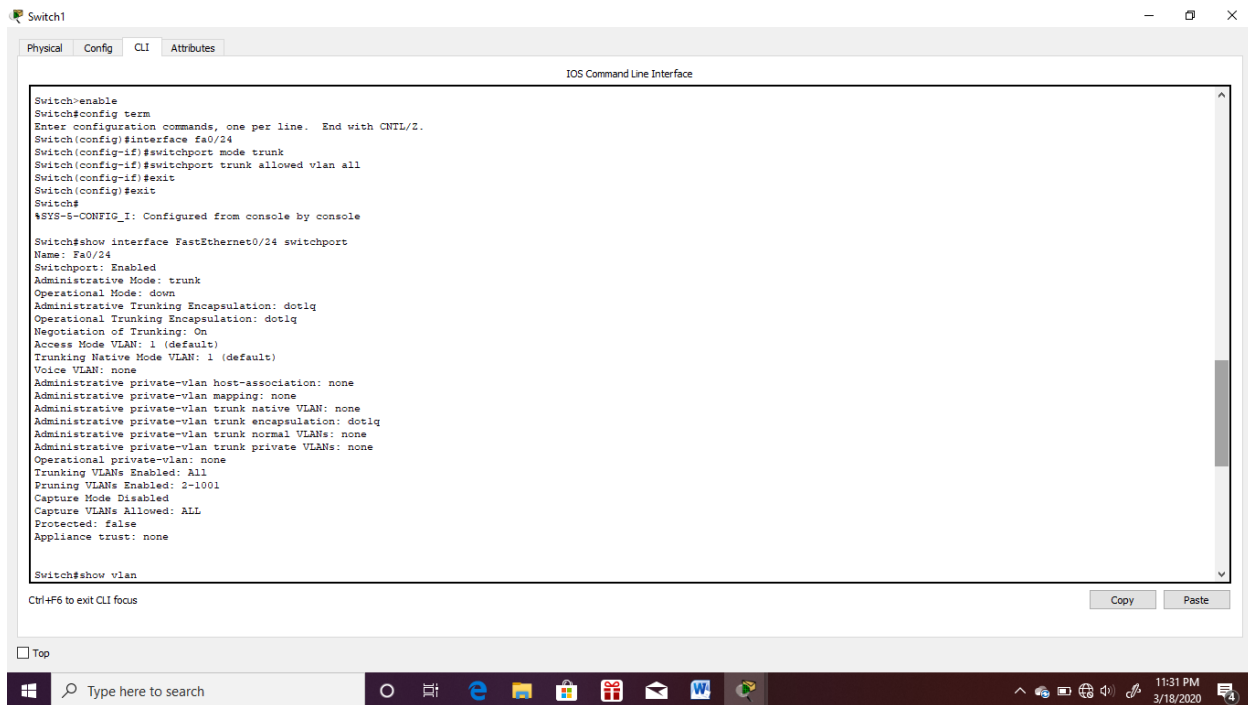 Switch1
Physical Config CLI Attributes
IOS Command Line Interface
Switch>enable
Switch#config term
Enter configuration commands, one per line.  End with CNTL/Z.
Switch(config)#interface fa0/24
Switch(config-if)#switchport mode trunk
Switch(config-if)#switchport trunk allowed vlan all
Switch(config-if)#exit
Switch(config)#exit
Switch#
%SYS-5-CONFIG_I: Configured from console by console
Switch#show interface FastEthernet0/24 switchport
Name: Fa0/24
Switchport: Enabled
Administrative Mode: trunk
Operational Mode: down
Administrative Trunking Encapsulation: dot1q
Operational Trunking Encapsulation: dot1q
Negotiation of Trunking: On
Access Mode VLAN: 1 (default)
Trunking Native Mode VLAN: 1 (default)
Voice VLAN: none
Administrative private-vlan host-association: none
Administrative private-vlan mapping: none
Administrative private-vlan trunk native VLAN: none
Administrative private-vlan trunk encapsulation: dot1q
Administrative private-vlan trunk normal VLANs: none
Administrative private-vlan trunk private VLANs: none
Operational private-vlan: none
Trunking VLANs Enabled: All
Pruning VLANs Enabled: 2-1001
Capture Mode Disabled
Capture VLANs Allowed: ALL
Protected: false
Appliance trust: none
Switch#show vlan
Ctrl+F6 to exit CLI focus
Copy Paste
Top
Type here to search
11:31 PM
3/18/2020
4